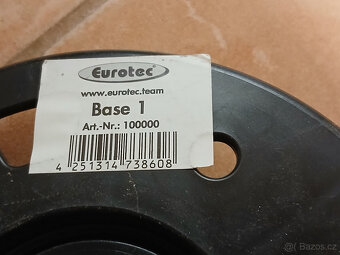 Eurotec®
www.eurotec.team
Base 1
Art.-Nr.: 100000
4 251314 738608
Bazos.cz